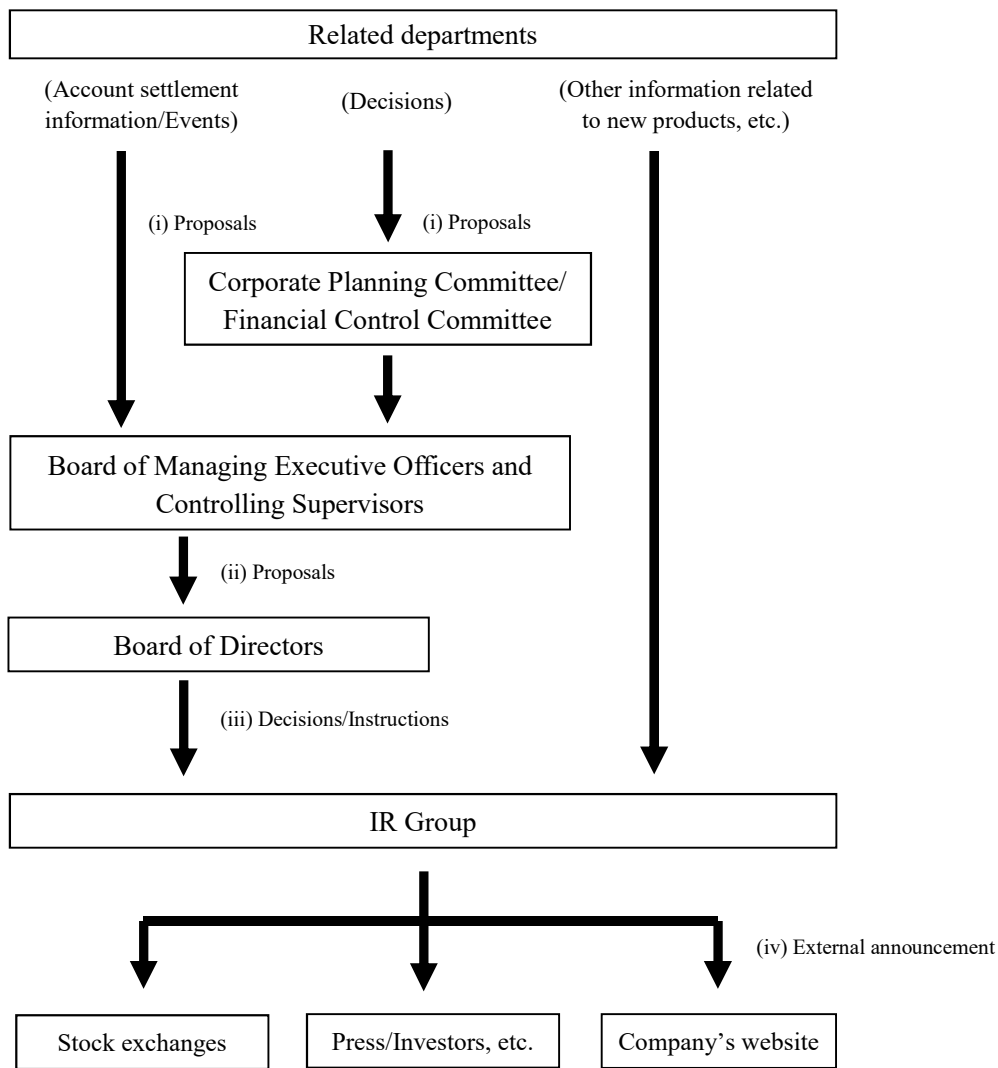 Related departments
(Account settlement
information/Events)
(Decisions)
(Other information related
to new products, etc.)
(i) Proposals
(i) Proposals
Corporate Planning Committee/
Financial Control Committee
Board of Managing Executive Officers and
Controlling Supervisors
(ii) Proposals
Board of Directors
(iii) Decisions/Instructions
IR Group
(iv) External announcement
Stock exchanges
Press/Investors, etc.
Company’s website